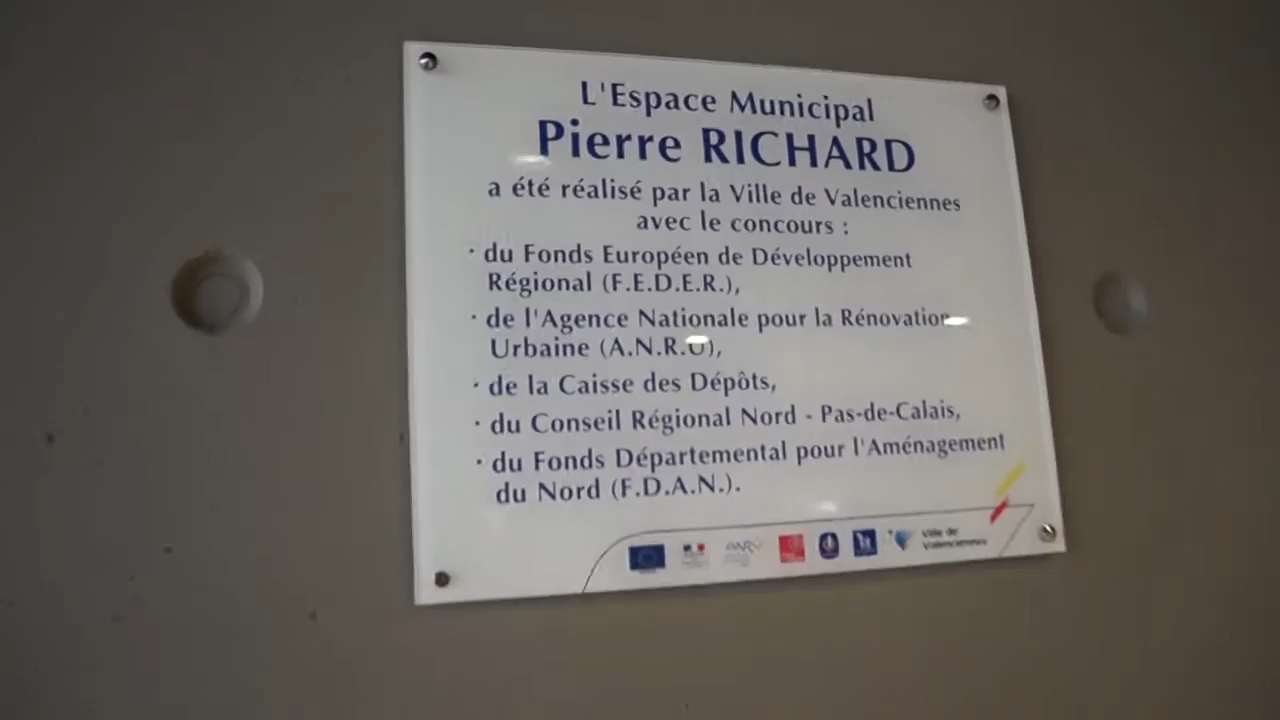 L'Espace Municipal
Pierre RICHARD
a été réalisé par la Ville de Valenciennes
avec le concours :
· du Fonds Européen de Développement
Régional (F.E.D.E.R.),
· de l'Agence Nationale pour la Rénovation
Urbaine (A.N.R.U),
· de la Caisse des Dépôts,
· du Conseil Régional Nord - Pas-de-Calais,
· du Fonds Départemental pour l'Aménagement
du Nord (F.D.A.N.).
Ville de
Valenciennes